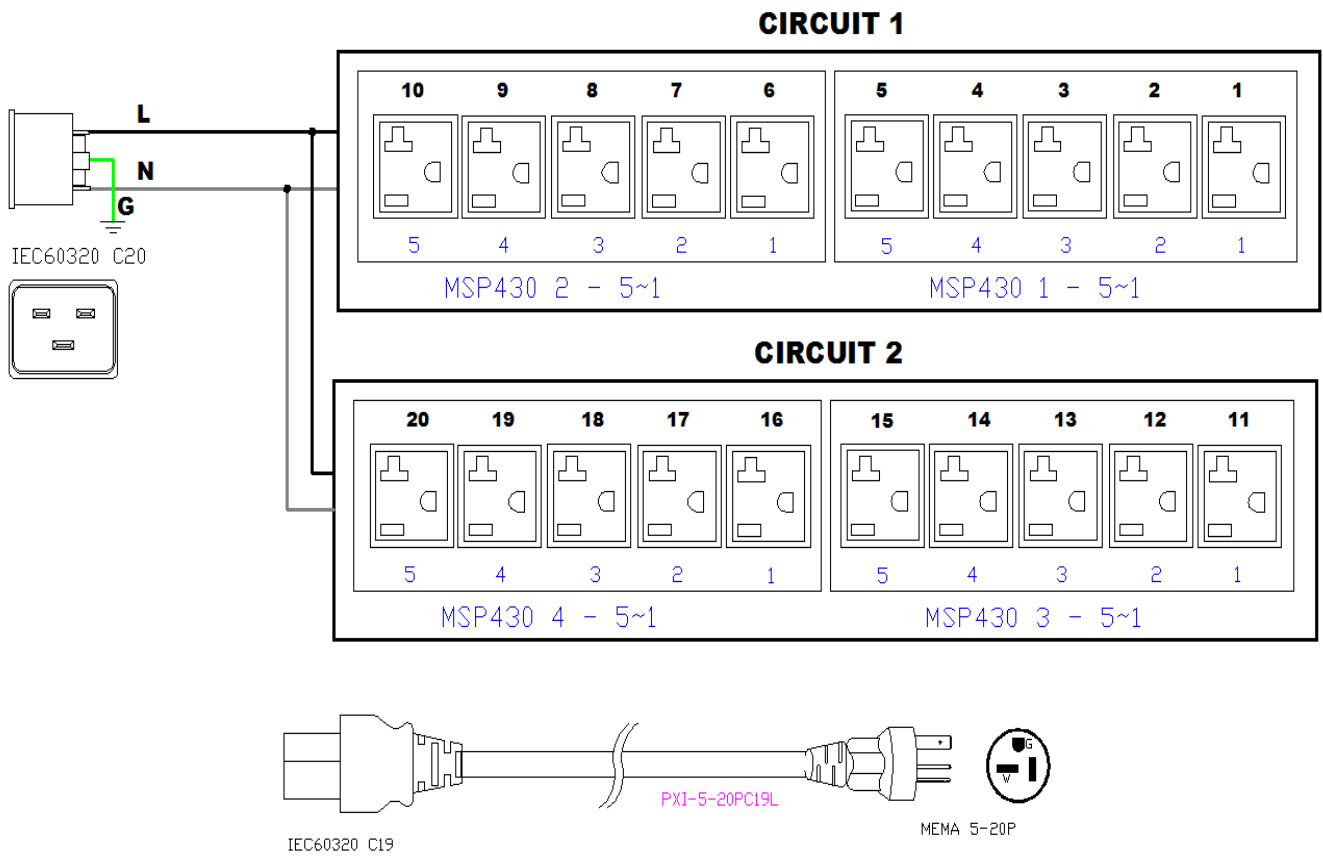 CIRCUIT 1
10 9 8 7 6 5 4 3 2 1
L
N
G
5 4 3 2 1 5 4 3 2 1
IEC60320 C20
MSP430 2 - 5~1 MSP430 1 - 5~1
CIRCUIT 2
20 19 18 17 16 15 14 13 12 11
5 4 3 2 1 5 4 3 2 1
MSP430 4 - 5~1 MSP430 3 - 5~1
G
W
PXI-5-20PC19L
MEMA 5-20P
IEC60320 C19